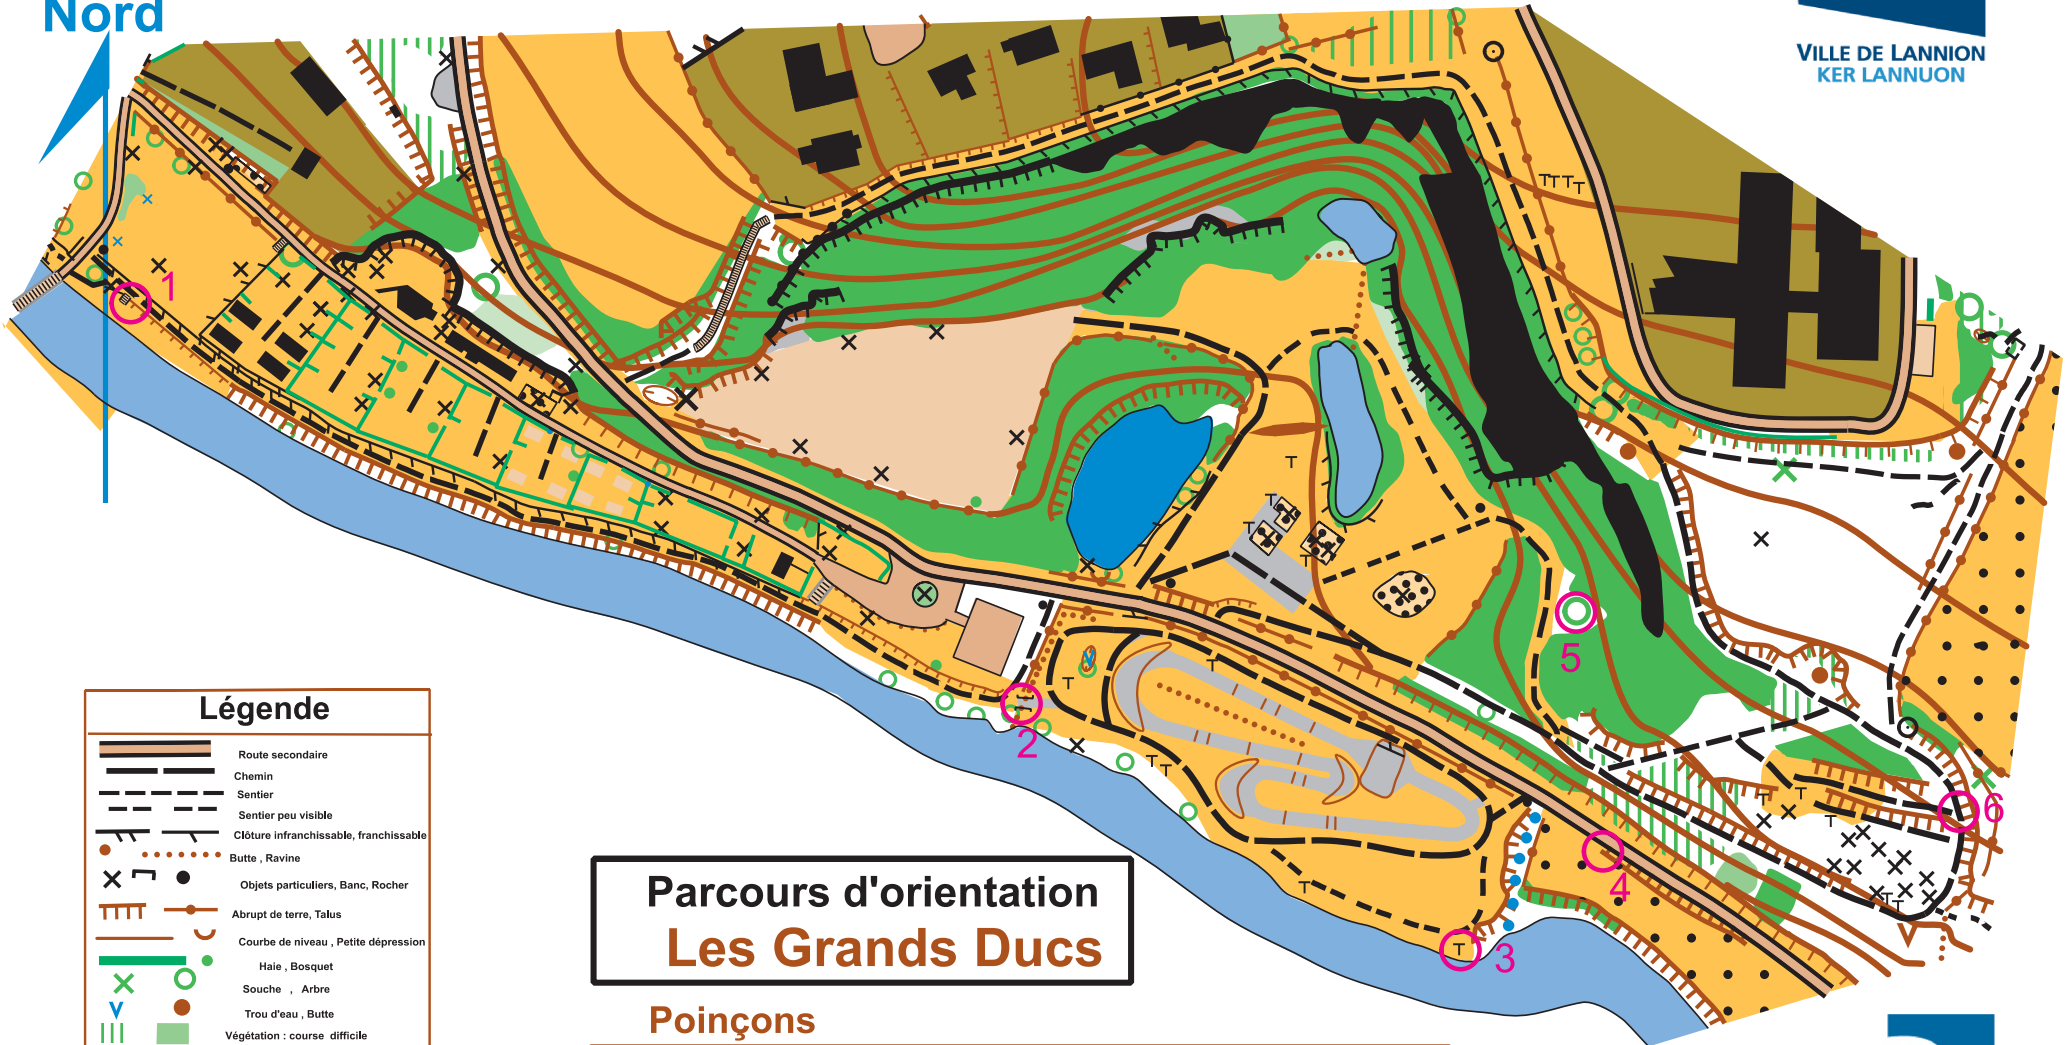 Nord
VILLE DE LANNION
KER LANNUON
1
2
3
4
5
6
Légende
Route secondaire
Chemin
Sentier
Sentier peu visible
Clôture infranchissable, franchissable
Butte , Ravine
Objets particuliers, Banc, Rocher
Abrupt de terre, Talus
Courbe de niveau , Petite dépression
Haie , Bosquet
Souche , Arbre
Trou d'eau , Butte
Végétation : course difficile
Parcours d'orientation
Les Grands Ducs
Poinçons